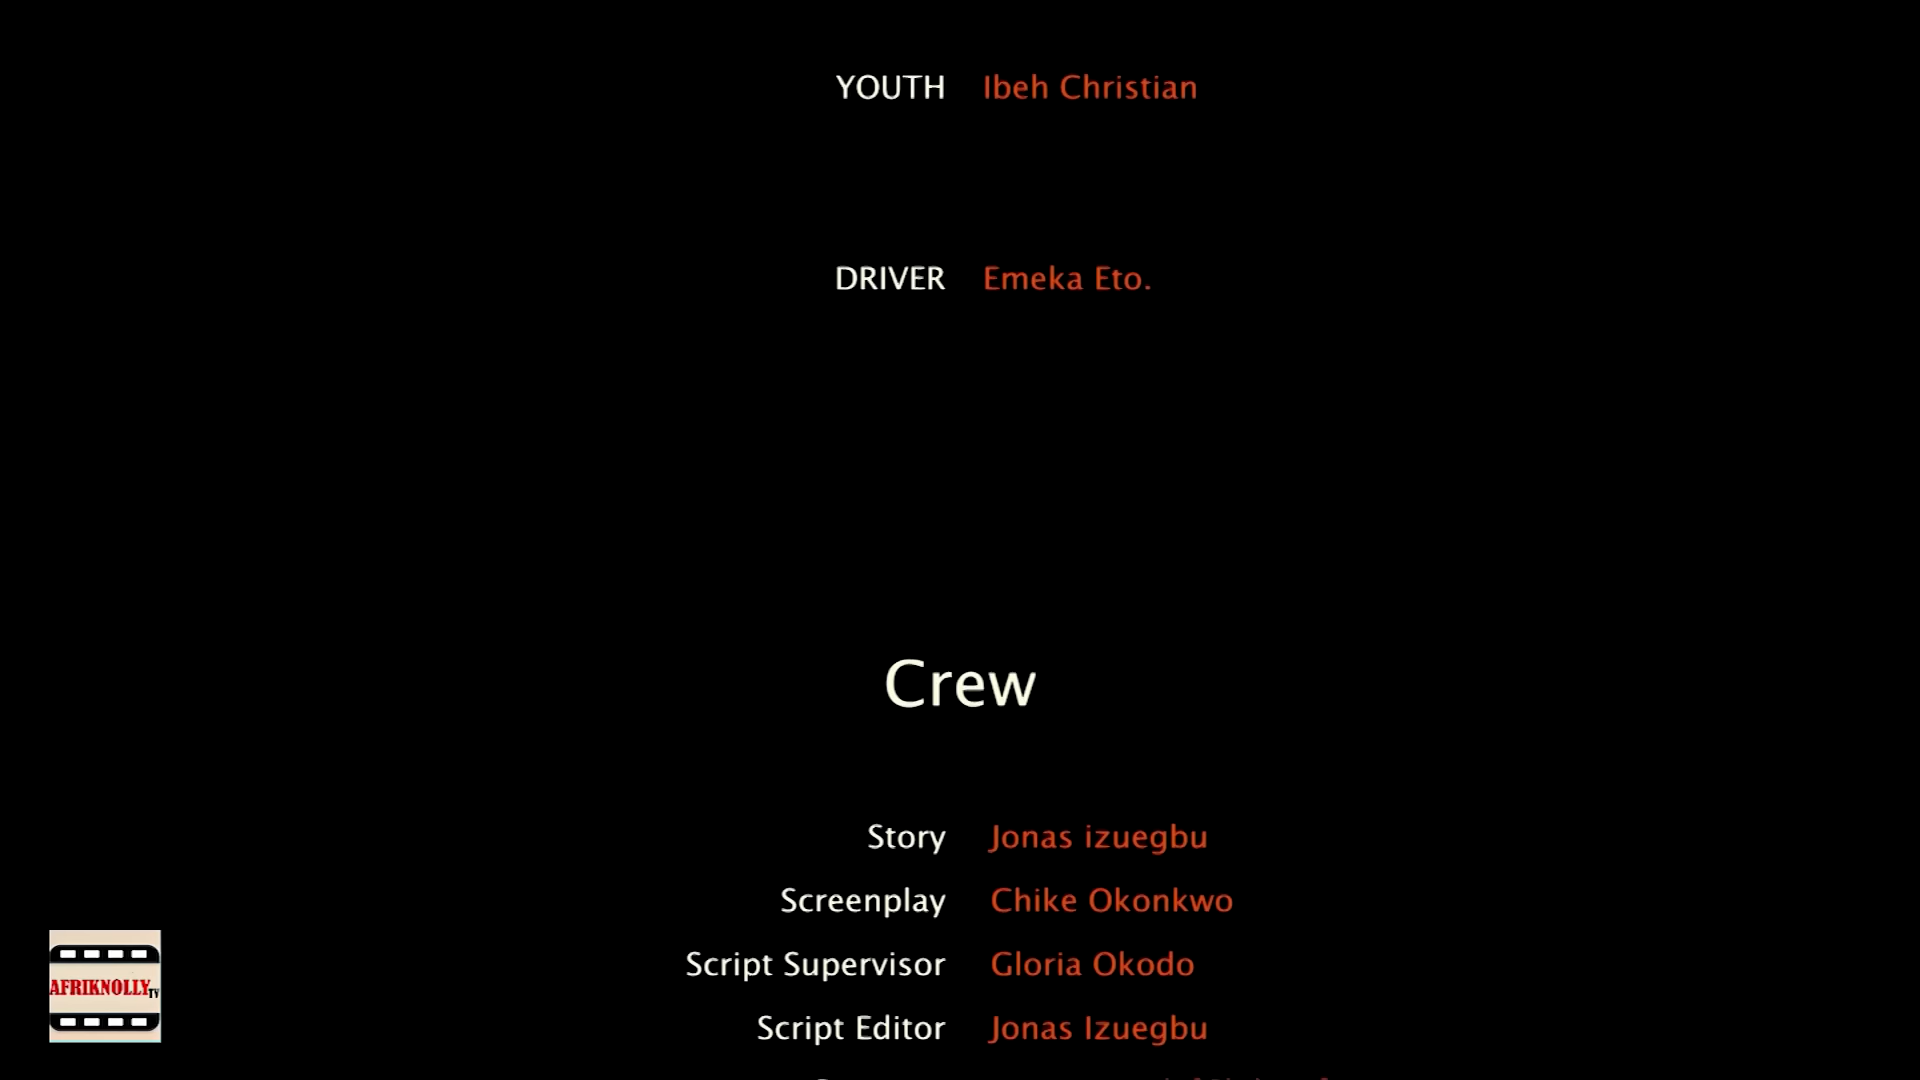 YOUTH Ibeh Christian
DRIVER Emeka Eto.
Crew
Story Jonas izuegbu
Screenplay Chike Okonkwo
Script Supervisor Gloria Okodo
Script Editor Jonas Izuegbu
AFRIKNOLLY TV